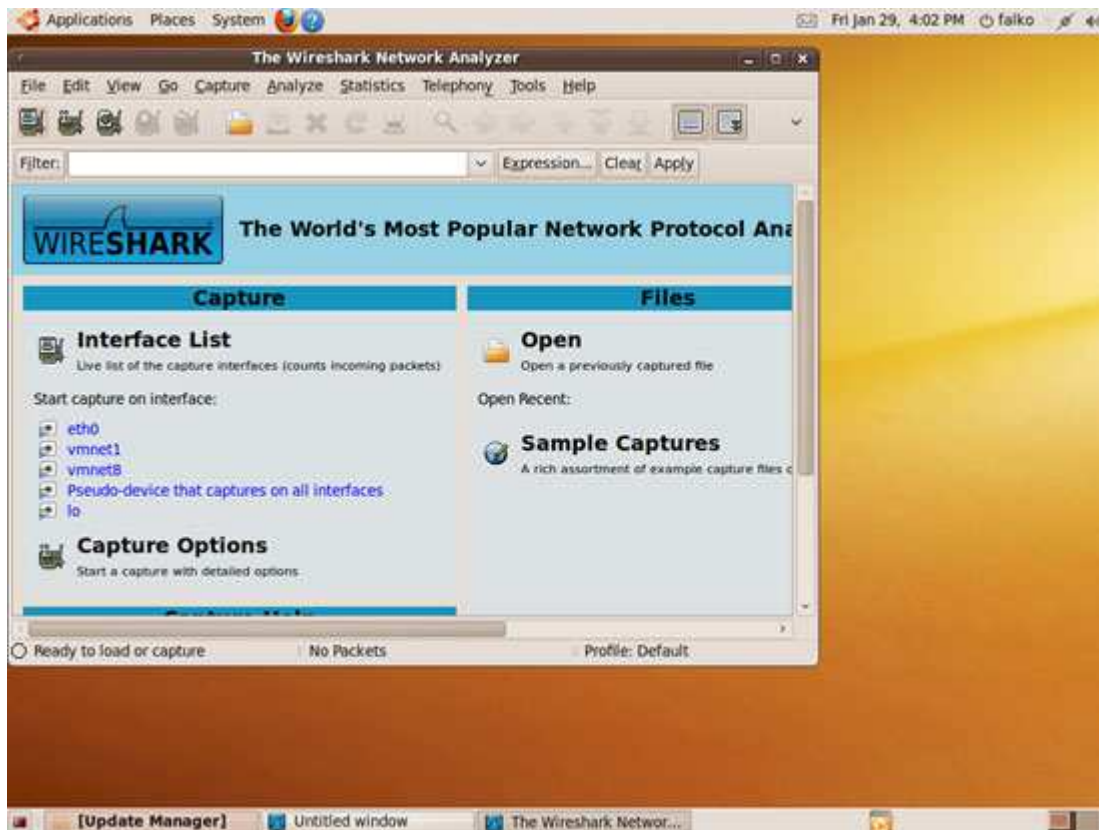 Applications Places System
Fri Jan 29, 4:02 PM falko
The Wireshark Network Analyzer
File Edit View Go Capture Analyze Statistics Telephony Tools Help
Filter: Expression... Clear Apply
WIRESHARK
The World's Most Popular Network Protocol Ana
Capture
Interface List
Live list of the capture interfaces (counts incoming packets)
Start capture on interface:
eth0
vmnet1
vmnet8
Pseudo-device that captures on all interfaces
lo
Capture Options
Start a capture with detailed options
Capture Help
Files
Open
Open a previously captured file
Open Recent:
Sample Captures
A rich assortment of example capture files o
Ready to load or capture No Packets Profile: Default
[Update Manager] Untitled window The Wireshark Networ...